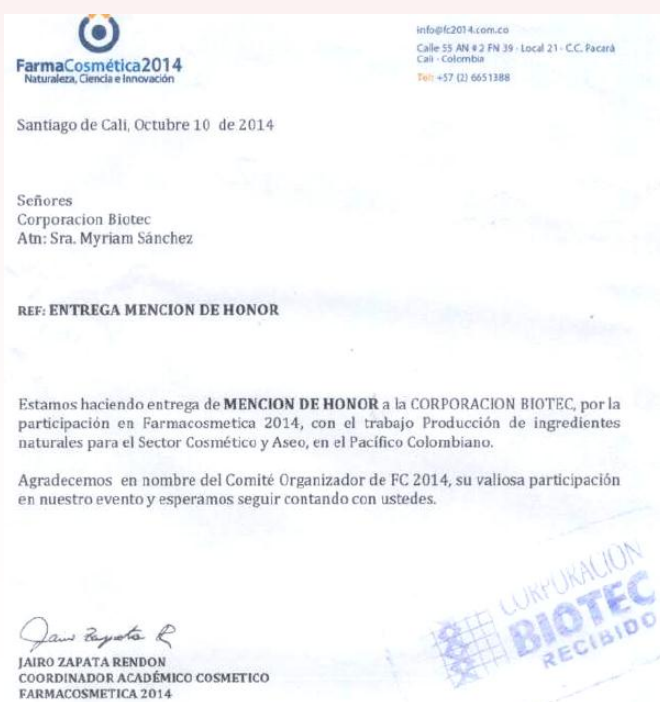 FarmaCosmética2014
Naturaleza, Ciencia e Innovación
info@fc2014.com.co
Calle 55 AN # 2 FN 39 - Local 21 - C.C. Pacará
Cali - Colombia
Tel: +57 (2) 6651388
Santiago de Cali, Octubre 10 de 2014
Señores
Corporacion Biotec
Atn: Sra. Myriam Sánchez
REF: ENTREGA MENCION DE HONOR
Estamos haciendo entrega de MENCION DE HONOR a la CORPORACION BIOTEC, por la
participación en Farmacosmetica 2014, con el trabajo Producción de ingredientes
naturales para el Sector Cosmético y Aseo, en el Pacífico Colombiano.
Agradecemos en nombre del Comité Organizador de FC 2014, su valiosa participación
en nuestro evento y esperamos seguir contando con ustedes.
CORPORACION
BIOTEC
RECIBIDO
Jairo Zapata R
JAIRO ZAPATA RENDON
COORDINADOR ACADÉMICO COSMETICO
FARMACOSMETICA 2014